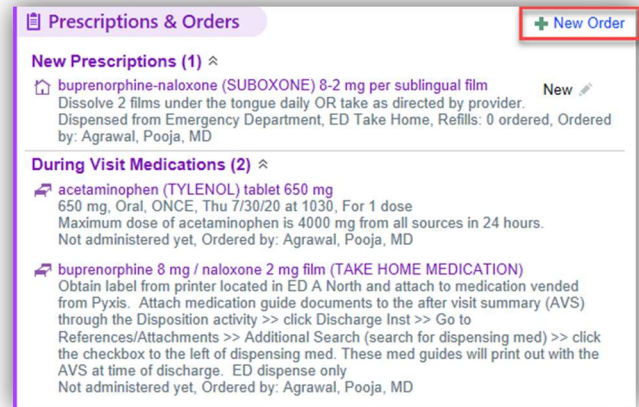 Prescriptions & Orders
New Order
New Prescriptions (1)
buprenorphine-naloxone (SUBOXONE) 8-2 mg per sublingual film
New
Dissolve 2 films under the tongue daily OR take as directed by provider.
Dispensed from Emergency Department, ED Take Home, Refills: 0 ordered, Ordered
by: Agrawal, Pooja, MD
During Visit Medications (2)
acetaminophen (TYLENOL) tablet 650 mg
650 mg, Oral, ONCE, Thu 7/30/20 at 1030, For 1 dose
Maximum dose of acetaminophen is 4000 mg from all sources in 24 hours.
Not administered yet, Ordered by: Agrawal, Pooja, MD
buprenorphine 8 mg / naloxone 2 mg film (TAKE HOME MEDICATION)
Obtain label from printer located in ED A North and attach to medication vended
from Pyxis. Attach medication guide documents to the after visit summary (AVS)
through the Disposition activity >> click Discharge Inst >> Go to
References/Attachments >> Additional Search (search for dispensing med) >> click
the checkbox to the left of dispensing med. These med guides will print out with the
AVS at time of discharge. ED dispense only
Not administered yet, Ordered by: Agrawal, Pooja, MD